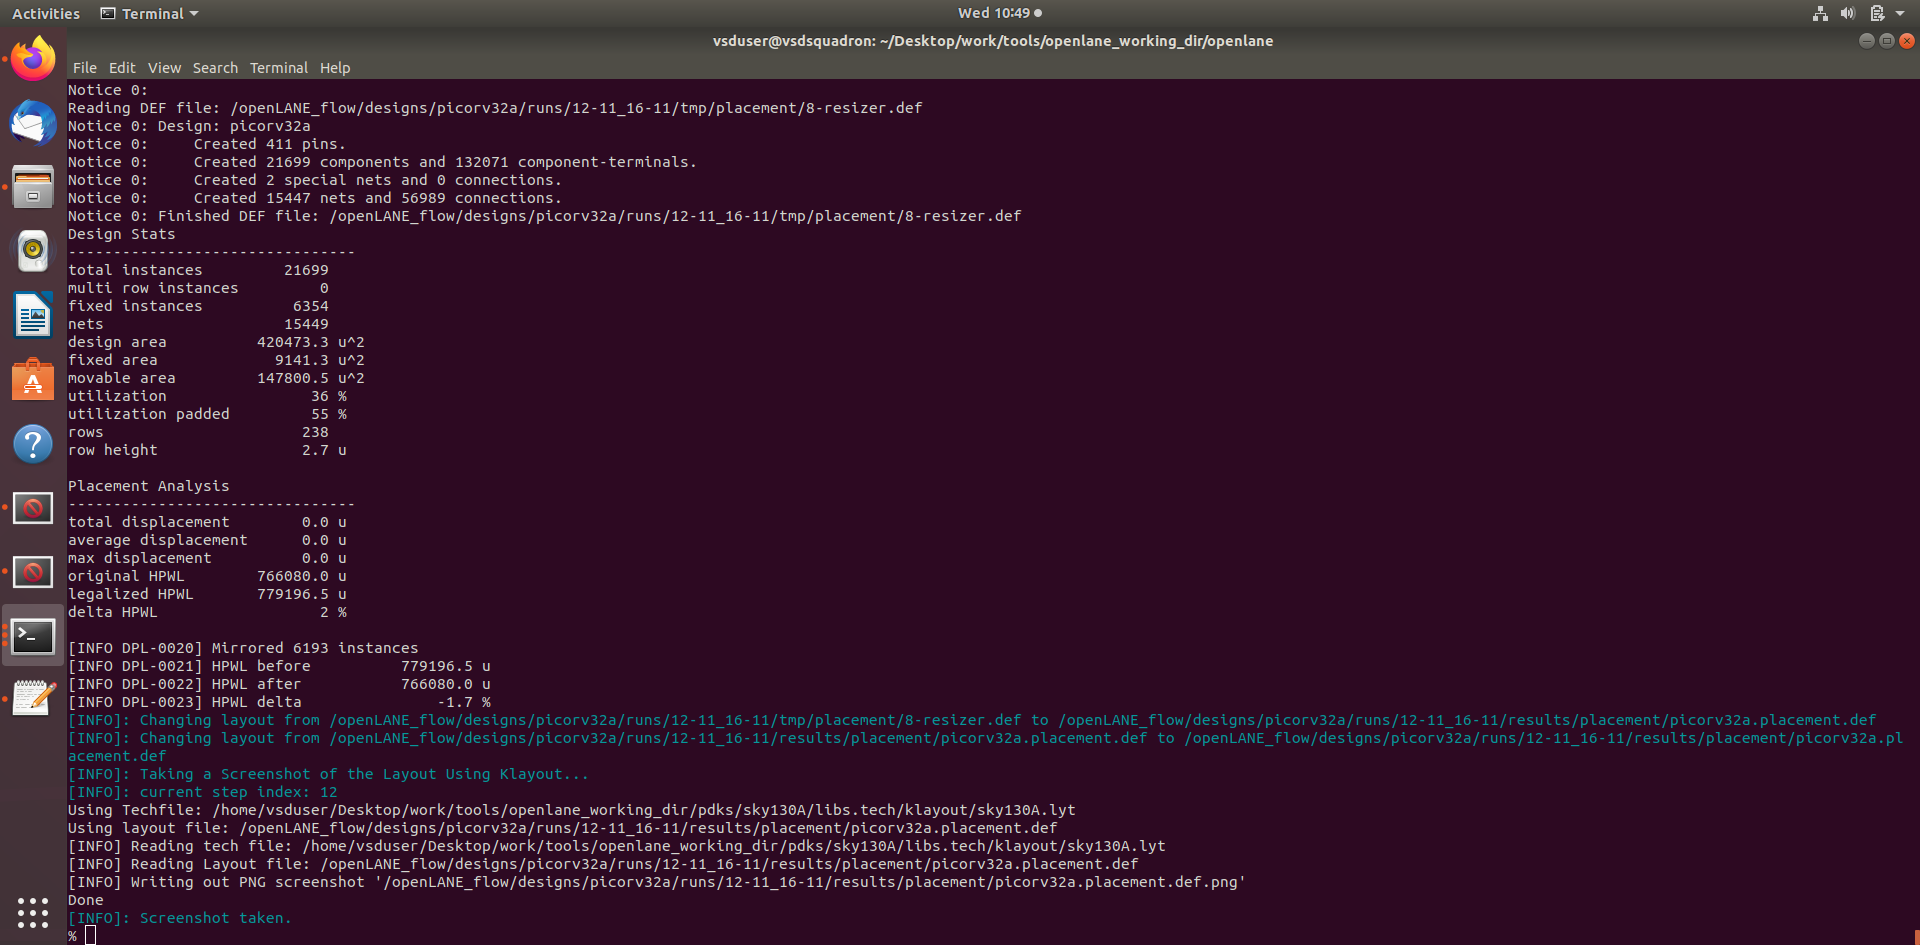 Activities Terminal Wed 10:49
vsduser@vsdsquadron: ~/Desktop/work/tools/openlane_working_dir/openlane
File Edit View Search Terminal Help
Notice 0:
Reading DEF file: /openLANE_flow/designs/picorv32a/runs/12-11_16-11/tmp/placement/8-resizer.def
Notice 0: Design: picorv32a
Notice 0:     Created 411 pins.
Notice 0:     Created 21699 components and 132071 component-terminals.
Notice 0:     Created 2 special nets and 0 connections.
Notice 0:     Created 15447 nets and 56989 connections.
Notice 0: Finished DEF file: /openLANE_flow/designs/picorv32a/runs/12-11_16-11/tmp/placement/8-resizer.def
Design Stats
--------------------------------
total instances         21699
multi row instances         0
fixed instances          6354
nets                    15449
design area          420473.3 u^2
fixed area             9141.3 u^2
movable area         147800.5 u^2
utilization                36 %
utilization padded         55 %
rows                      238
row height                2.7 u
Placement Analysis
--------------------------------
total displacement        0.0 u
average displacement      0.0 u
max displacement          0.0 u
original HPWL        766080.0 u
legalized HPWL       779196.5 u
delta HPWL                  2 %
[INFO DPL-0020] Mirrored 6193 instances
[INFO DPL-0021] HPWL before          779196.5 u
[INFO DPL-0022] HPWL after           766080.0 u
[INFO DPL-0023] HPWL delta               -1.7 %
[INFO]: Changing layout from /openLANE_flow/designs/picorv32a/runs/12-11_16-11/tmp/placement/8-resizer.def to /openLANE_flow/designs/picorv32a/runs/12-11_16-11/results/placement/picorv32a.placement.def
[INFO]: Changing layout from /openLANE_flow/designs/picorv32a/runs/12-11_16-11/results/placement/picorv32a.placement.def to /openLANE_flow/designs/picorv32a/runs/12-11_16-11/results/placement/picorv32a.pl
acement.def
[INFO]: Taking a Screenshot of the Layout Using Klayout...
[INFO]: current step index: 12
Using Techfile: /home/vsduser/Desktop/work/tools/openlane_working_dir/pdks/sky130A/libs.tech/klayout/sky130A.lyt
Using layout file: /openLANE_flow/designs/picorv32a/runs/12-11_16-11/results/placement/picorv32a.placement.def
[INFO] Reading tech file: /home/vsduser/Desktop/work/tools/openlane_working_dir/pdks/sky130A/libs.tech/klayout/sky130A.lyt
[INFO] Reading Layout file: /openLANE_flow/designs/picorv32a/runs/12-11_16-11/results/placement/picorv32a.placement.def
[INFO] Writing out PNG screenshot '/openLANE_flow/designs/picorv32a/runs/12-11_16-11/results/placement/picorv32a.placement.def.png'
Done
[INFO]: Screenshot taken.
%